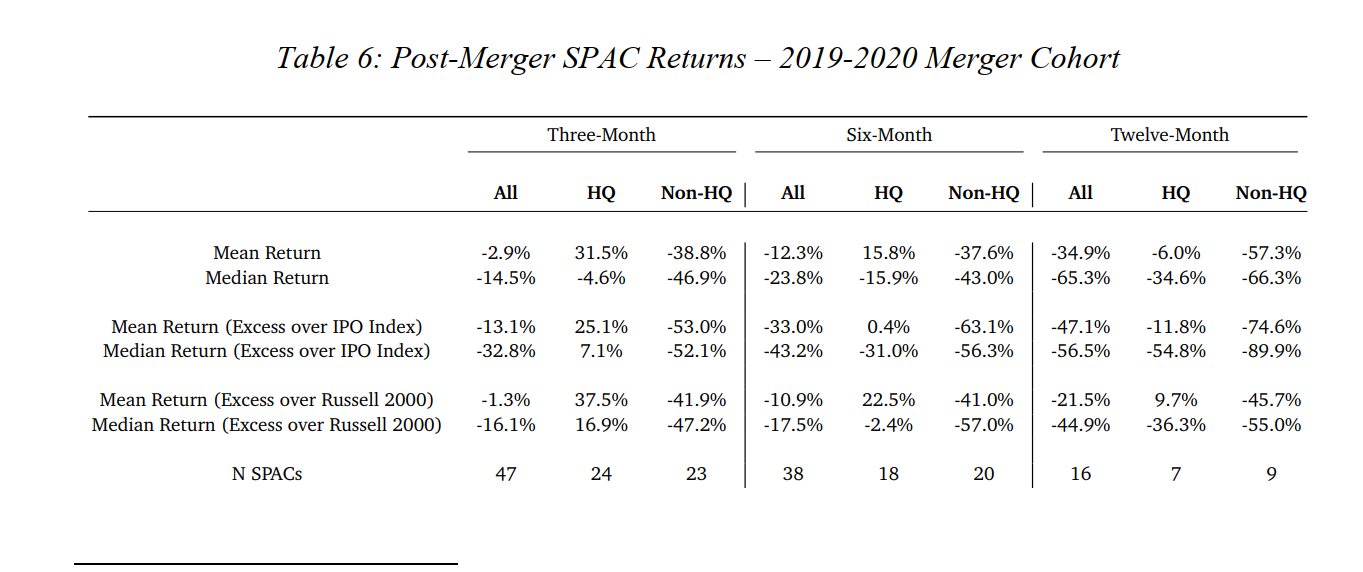 Table 6: Post-Merger SPAC Returns – 2019-2020 Merger Cohort
Three-Month Six-Month Twelve-Month
All HQ Non-HQ All HQ Non-HQ All HQ Non-HQ
Mean Return -2.9% 31.5% -38.8% -12.3% 15.8% -37.6% -34.9% -6.0% -57.3%
Median Return -14.5% -4.6% -46.9% -23.8% -15.9% -43.0% -65.3% -34.6% -66.3%
Mean Return (Excess over IPO Index) -13.1% 25.1% -53.0% -33.0% 0.4% -63.1% -47.1% -11.8% -74.6%
Median Return (Excess over IPO Index) -32.8% 7.1% -52.1% -43.2% -31.0% -56.3% -56.5% -54.8% -89.9%
Mean Return (Excess over Russell 2000) -1.3% 37.5% -41.9% -10.9% 22.5% -41.0% -21.5% 9.7% -45.7%
Median Return (Excess over Russell 2000) -16.1% 16.9% -47.2% -17.5% -2.4% -57.0% -44.9% -36.3% -55.0%
N SPACs 47 24 23 38 18 20 16 7 9